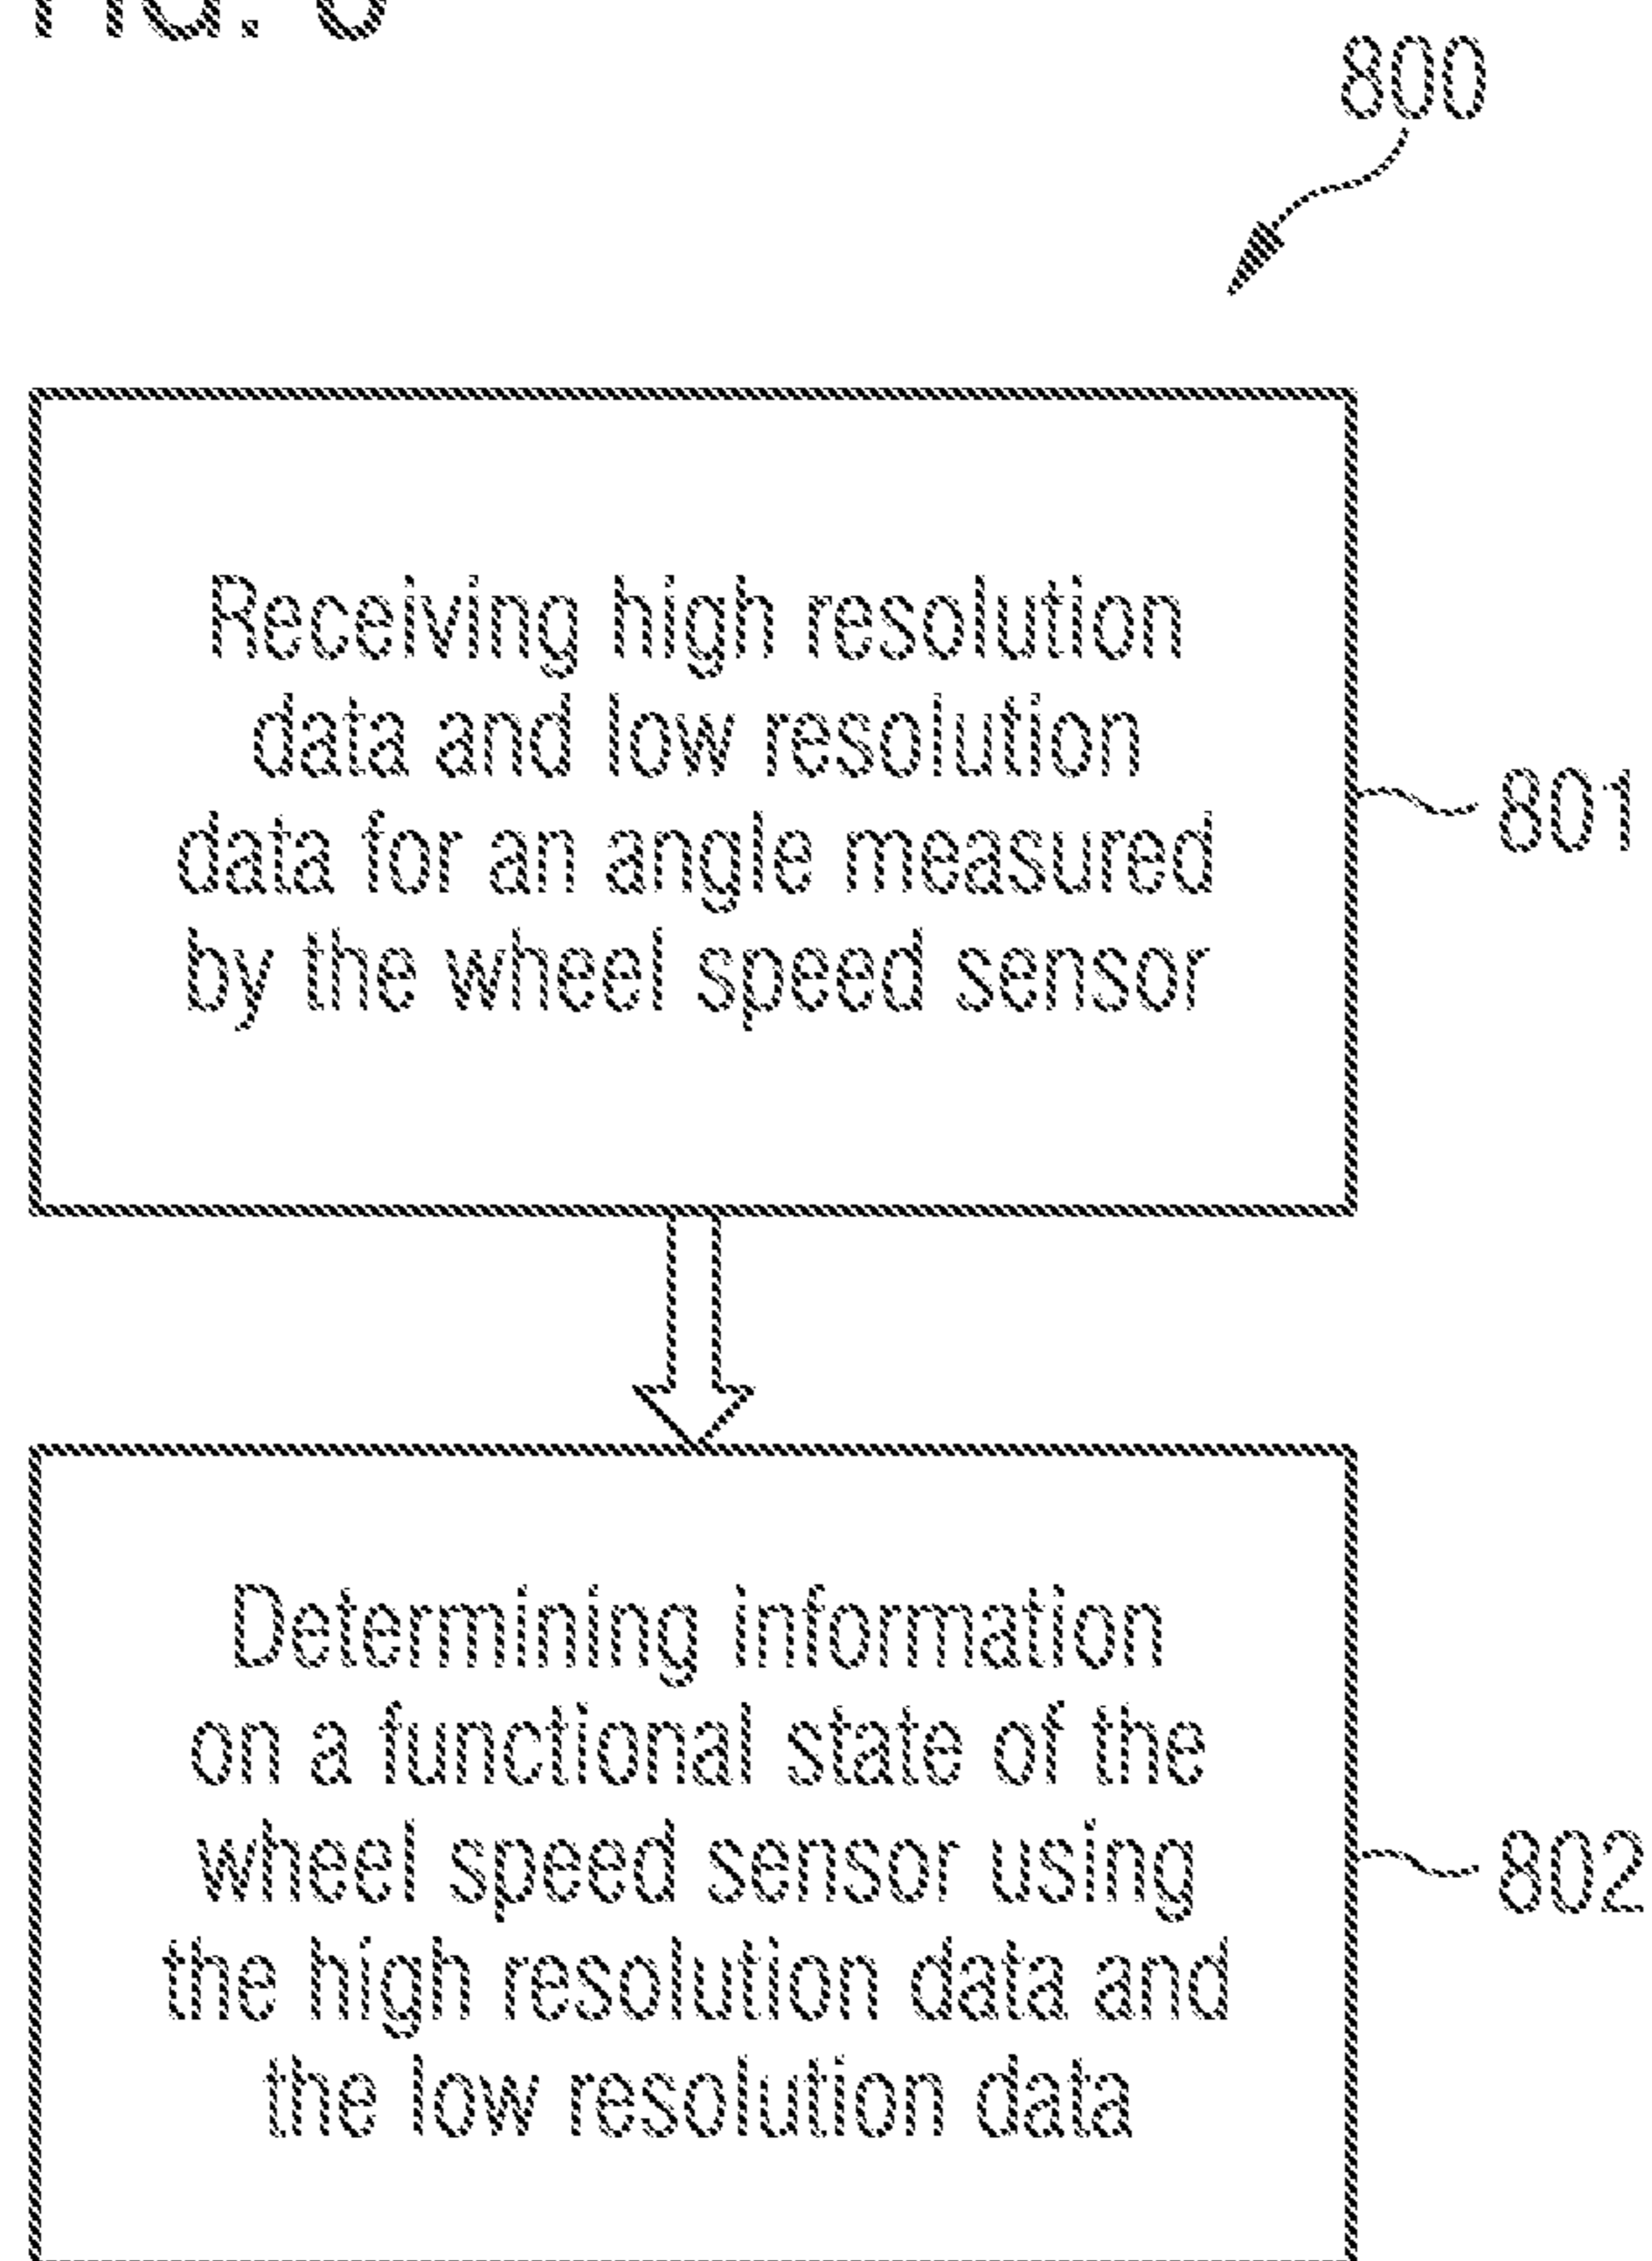 FIG. 8
800
Receiving high resolution
data and low resolution
data for an angle measured
by the wheel speed sensor
801
Determining information
on a functional state of the
wheel speed sensor using
the high resolution data and
the low resolution data
802